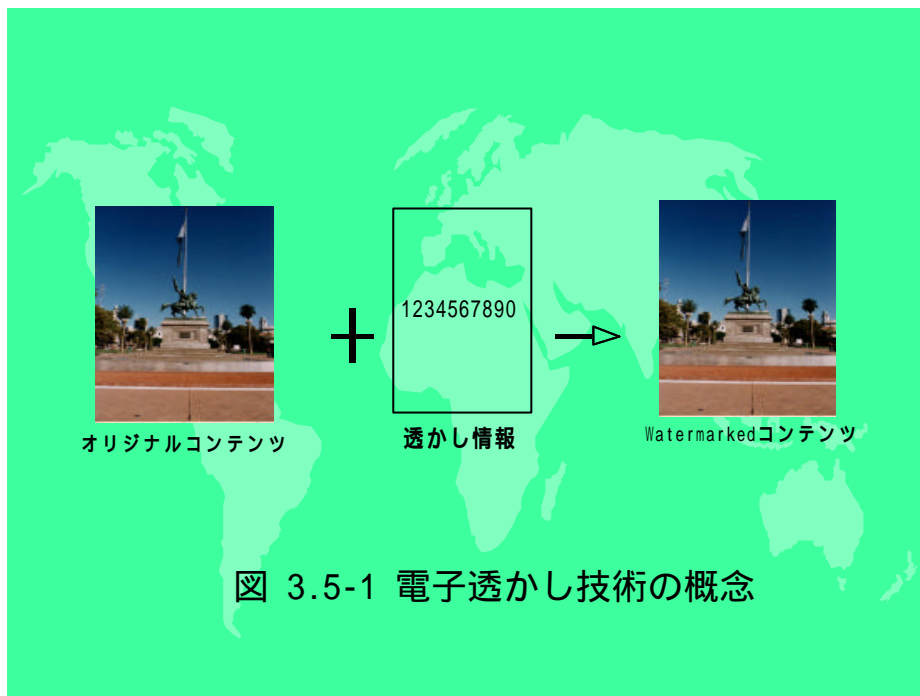 1234567890
オリジナルコンテンツ
透かし情報
Watermarkedコンテンツ
図 3.5-1 電子透かし技術の概念